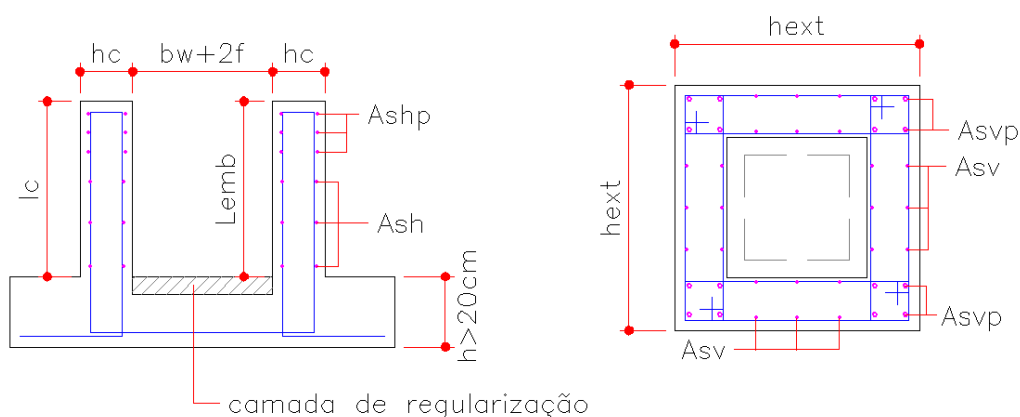 hc
bw+2f
hc
Ashp
lc
Lemb
Ash
h>20cm
camada de regularização
hext
hext
Asvp
Asv
Asvp
Asv